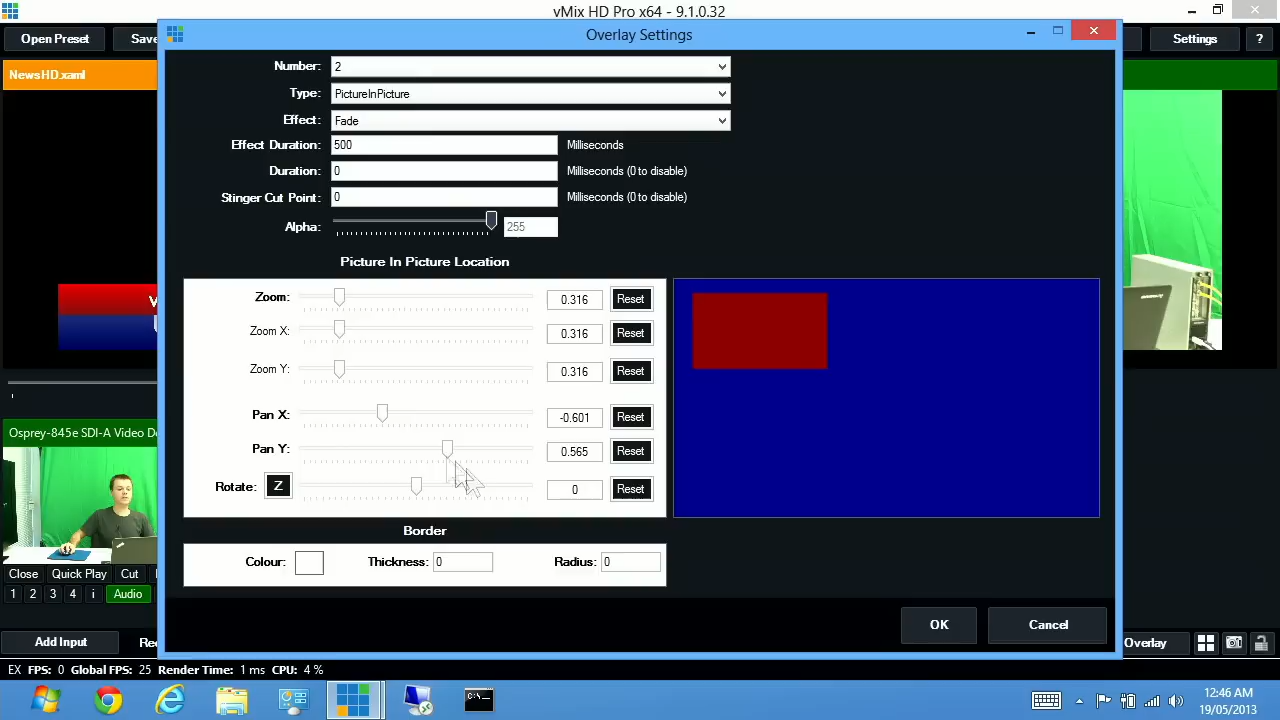 vMix HD Pro x64 - 9.1.0.32
Open Preset
Save
Settings
?
NewsHD.xaml
Overlay Settings
Number: 2
Type: PictureInPicture
Effect: Fade
Effect Duration: 500 Milliseconds
Duration: 0 Milliseconds (0 to disable)
Stinger Cut Point: 0 Milliseconds (0 to disable)
Alpha: 255
Picture In Picture Location
Zoom: 0.316 Reset
Zoom X: 0.316 Reset
Zoom Y: 0.316 Reset
Pan X: -0.601 Reset
Pan Y: 0.565 Reset
Rotate: Z 0 Reset
Border
Colour: Thickness: 0 Radius: 0
OK Cancel
Osprey-845e SDI-A Video De
Close Quick Play Cut
1 2 3 4 i Audio
Add Input
Rec
Overlay
EX FPS: 0 Global FPS: 25 Render Time: 1 ms CPU: 4 %
12:46 AM
19/05/2013